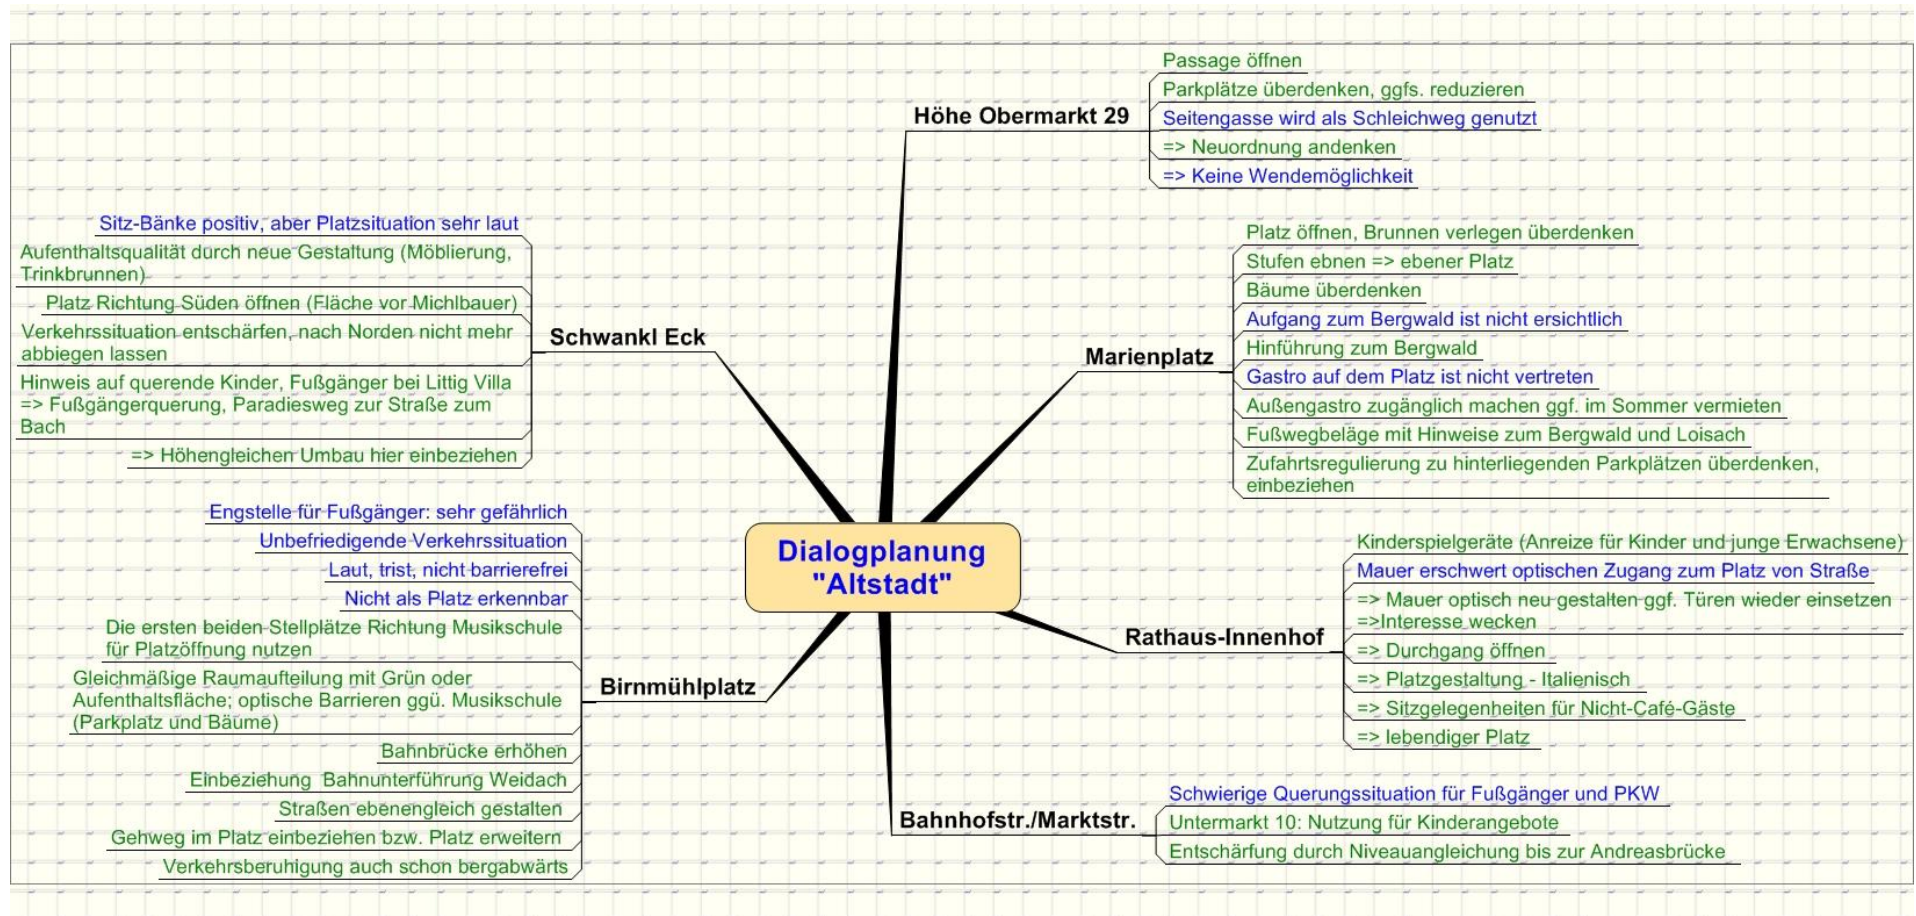 Dialogplanung
"Altstadt"
Höhe Obermarkt 29
Passage öffnen
Parkplätze überdenken, ggfs. reduzieren
Seitengasse wird als Schleichweg genutzt
=> Neuordnung andenken
=> Keine Wendemöglichkeit
Marienplatz
Platz öffnen, Brunnen verlegen überdenken
Stufen ebnen => ebener Platz
Bäume überdenken
Aufgang zum Bergwald ist nicht ersichtlich
Hinführung zum Bergwald
Gastro auf dem Platz ist nicht vertreten
Außengastro zugänglich machen ggf. im Sommer vermieten
Fußwegbeläge mit Hinweise zum Bergwald und Loisach
Zufahrtsregulierung zu hinterliegenden Parkplätzen überdenken,
einbeziehen
Rathaus-Innenhof
Kinderspielgeräte (Anreize für Kinder und junge Erwachsene)
Mauer erschwert optischen Zugang zum Platz von Straße
=> Mauer optisch neu gestalten ggf. Türen wieder einsetzen
=>Interesse wecken
=> Durchgang öffnen
=> Platzgestaltung - Italienisch
=> Sitzgelegenheiten für Nicht-Café-Gäste
=> lebendiger Platz
Bahnhofstr./Marktstr.
Schwierige Querungssituation für Fußgänger und PKW
Untermarkt 10: Nutzung für Kinderangebote
Entschärfung durch Niveauangleichung bis zur Andreasbrücke
Schwankl Eck
Sitz-Bänke positiv, aber Platzsituation sehr laut
Aufenthaltsqualität durch neue Gestaltung (Möblierung,
Trinkbrunnen)
Platz Richtung Süden öffnen (Fläche vor Michlbauer)
Verkehrssituation entschärfen, nach Norden nicht mehr
abbiegen lassen
Hinweis auf querende Kinder, Fußgänger bei Littig Villa
=> Fußgängerquerung, Paradiesweg zur Straße zum
Bach
=> Höhengleichen Umbau hier einbeziehen
Birnmühlplatz
Engstelle für Fußgänger: sehr gefährlich
Unbefriedigende Verkehrssituation
Laut, trist, nicht barrierefrei
Nicht als Platz erkennbar
Die ersten beiden Stellplätze Richtung Musikschule
für Platzöffnung nutzen
Gleichmäßige Raumaufteilung mit Grün oder
Aufenthaltsfläche; optische Barrieren ggü. Musikschule
(Parkplatz und Bäume)
Bahnbrücke erhöhen
Einbeziehung Bahnunterführung Weidach
Straßen ebenengleich gestalten
Gehweg im Platz einbeziehen bzw. Platz erweitern
Verkehrsberuhigung auch schon bergabwärts